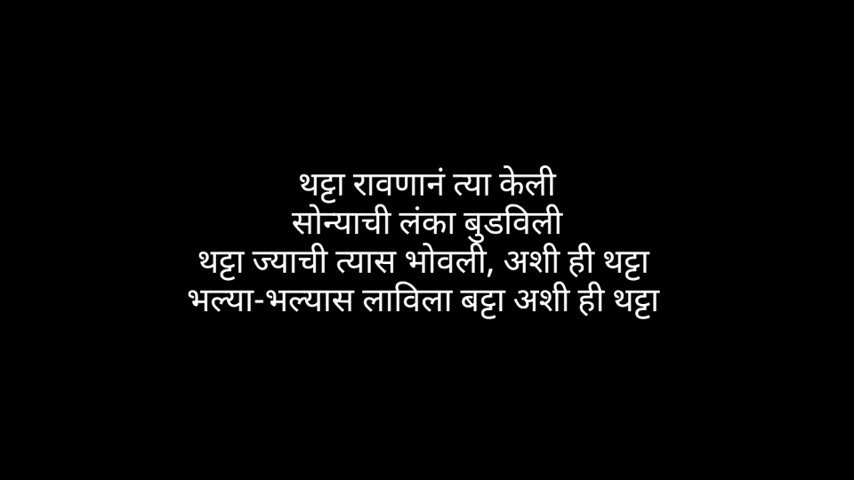 थट्टा रावणानं त्या केली
सोन्याची लंका बुडविली
थट्टा ज्याची त्यास भोवली, अशी ही थट्टा
भल्या-भल्यास लाविला बट्टा अशी ही थट्टा